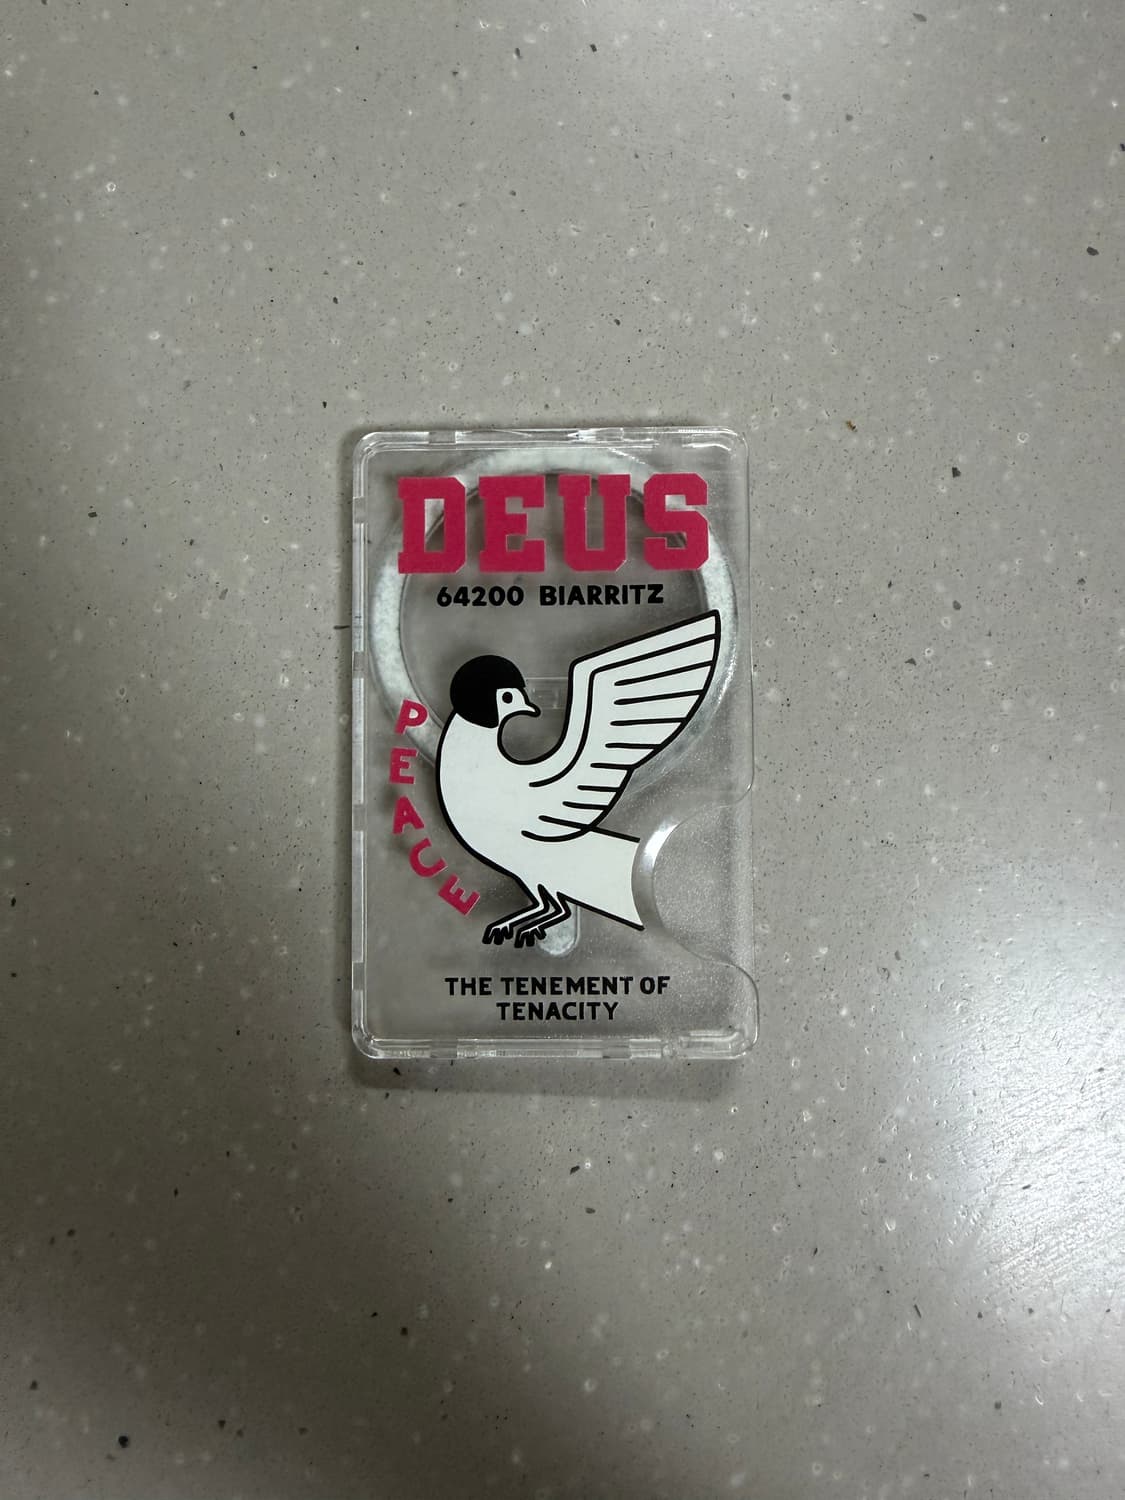 DEUS
64200 BIARRITZ
PEACE
THE TENEMENT OF
TENACITY